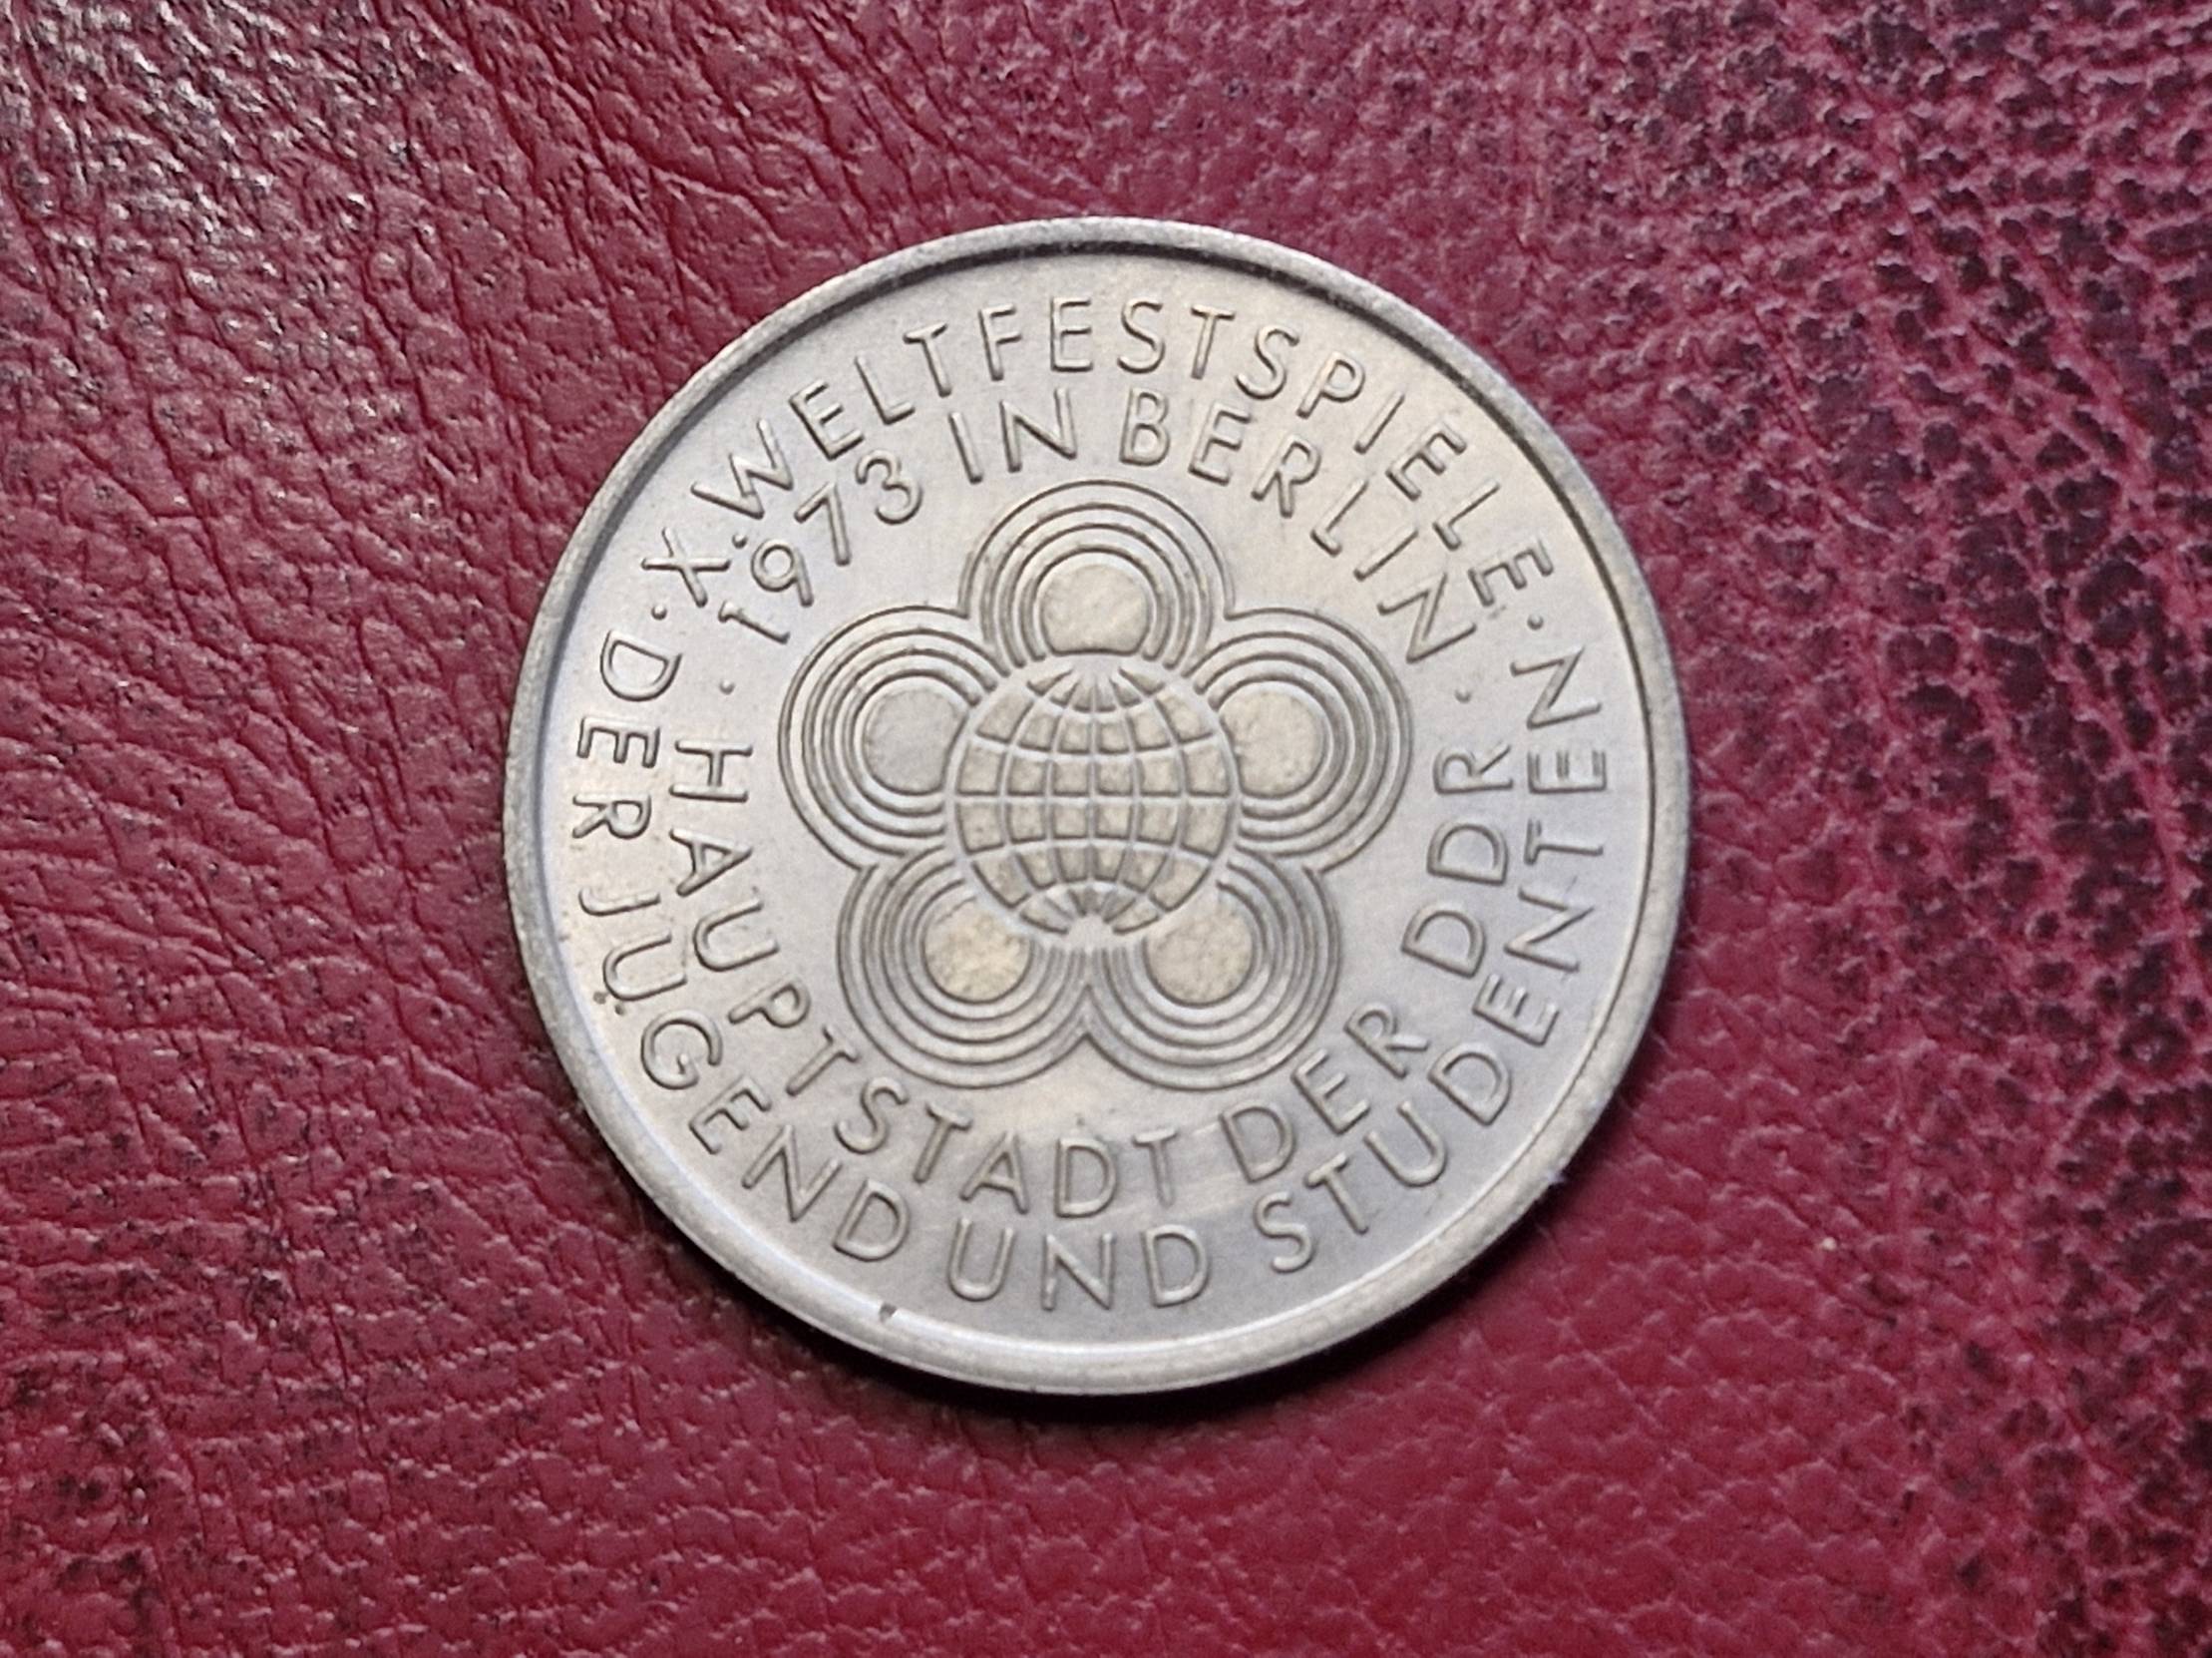 X. WELTFESTSPIELE ·
DER JUGEND UND STUDENTEN ·
1973 IN BERLIN ·
HAUPTSTADT DER DDR ·